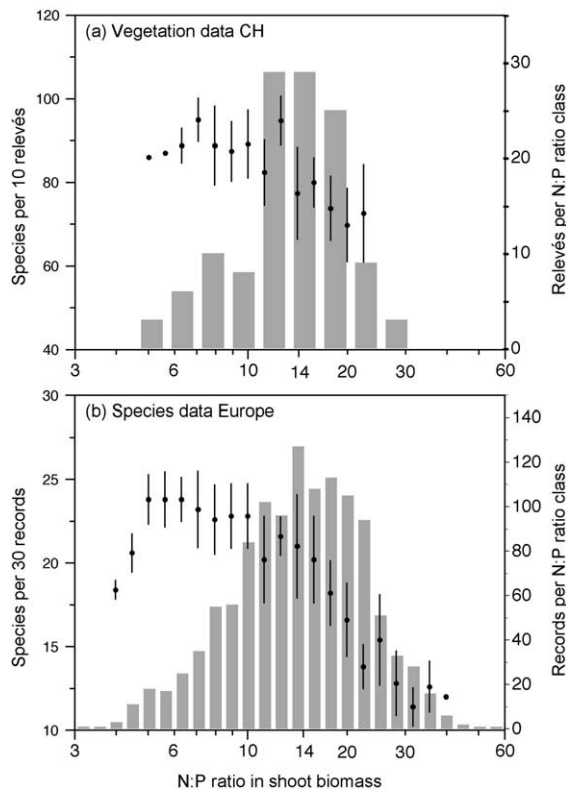 (a) Vegetation data CH
Species per 10 relevés
120
100
80
60
40
Relevés per N:P ratio class
30
20
10
0
3 6 10 14 20 30 60
(b) Species data Europe
Species per 30 records
30
25
20
15
10
Records per N:P ratio class
140
120
100
80
60
40
20
0
3 6 10 14 20 30 60
N:P ratio in shoot biomass